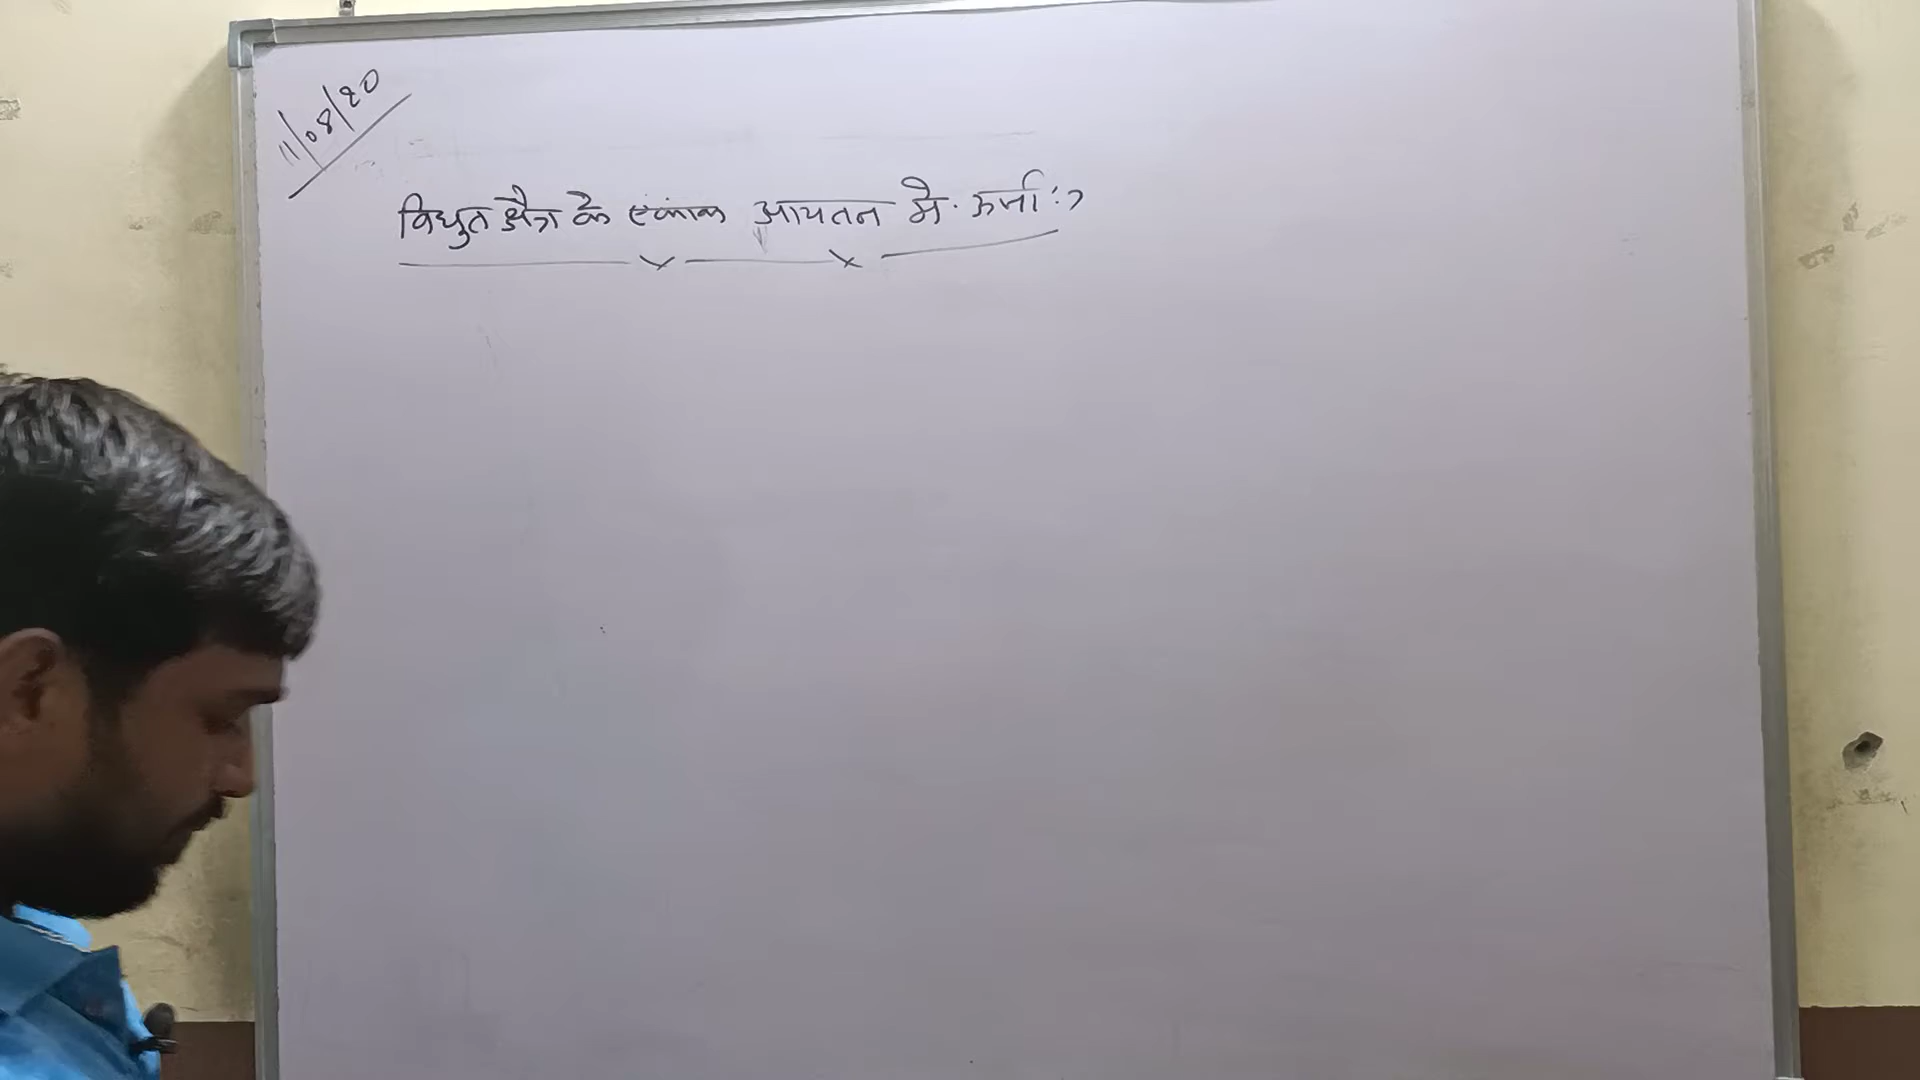 11/08/20
विधुत क्षैत्र के एकांक आयतन मे ऊर्जा :>